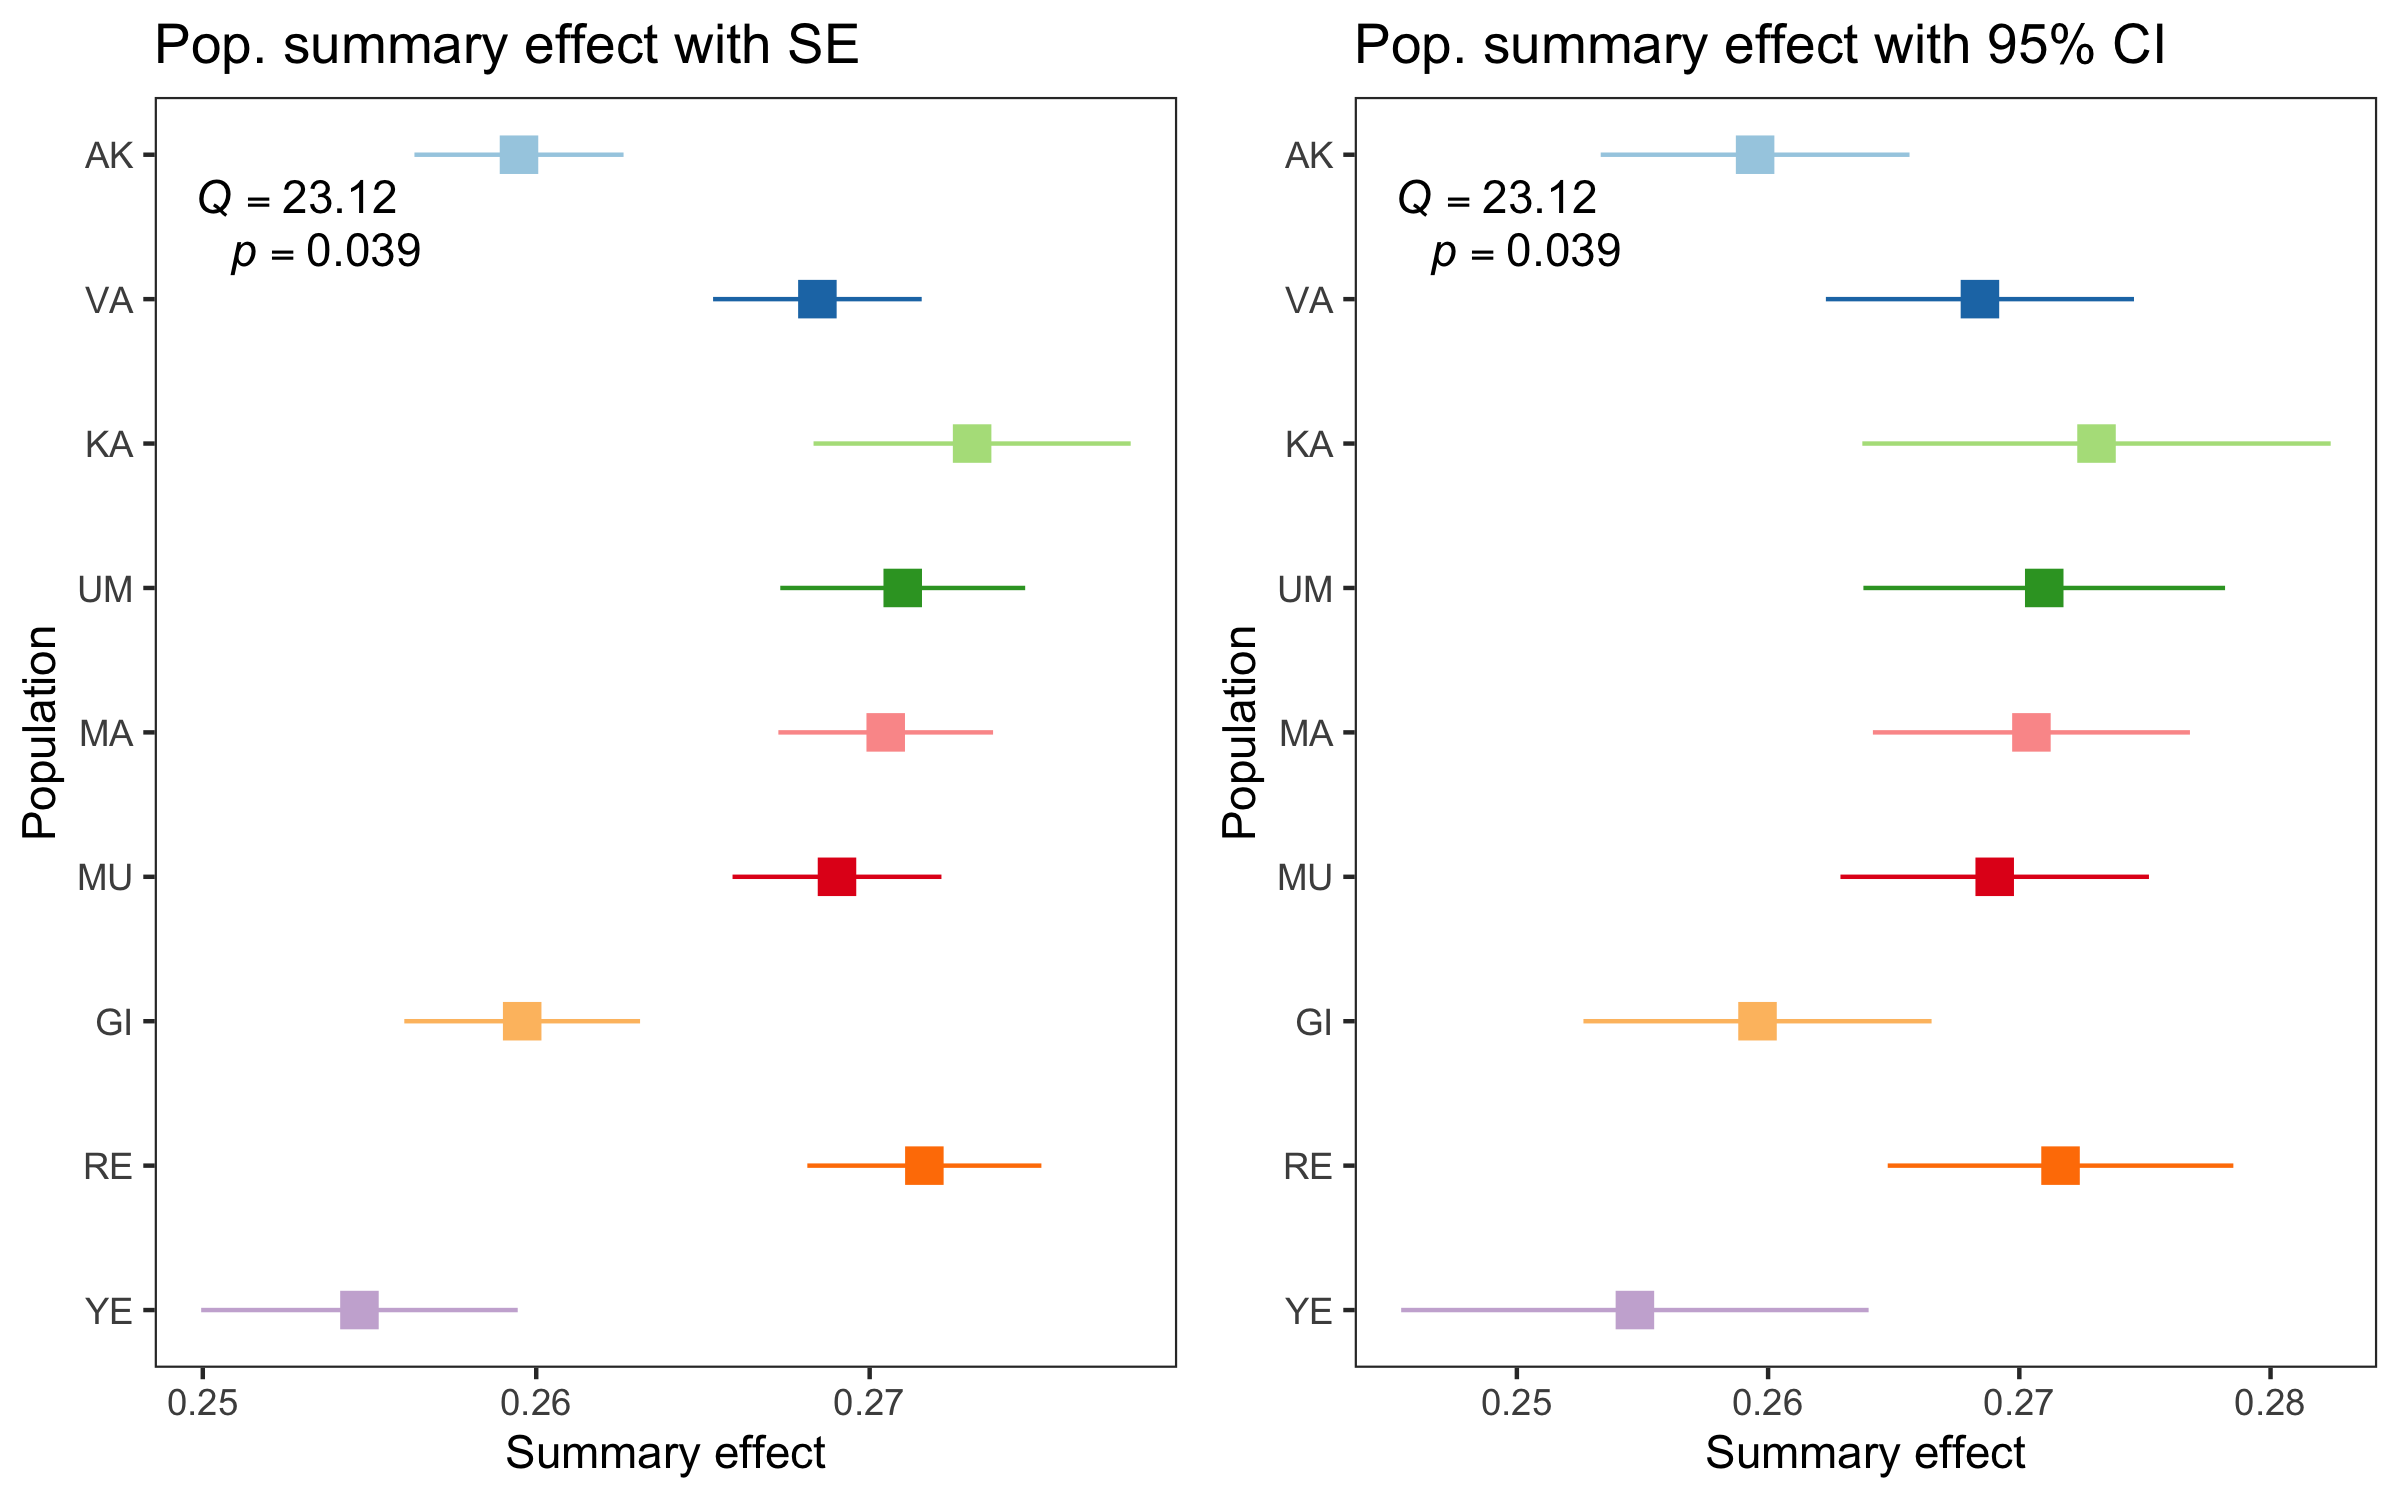 Pop. summary effect with SE
AK
Q = 23.12
p = 0.039
VA
KA
UM
MA
MU
GI
RE
YE
Population
0.25 0.26 0.27
Summary effect
Pop. summary effect with 95% CI
AK
Q = 23.12
p = 0.039
VA
KA
UM
MA
MU
GI
RE
YE
Population
0.25 0.26 0.27 0.28
Summary effect